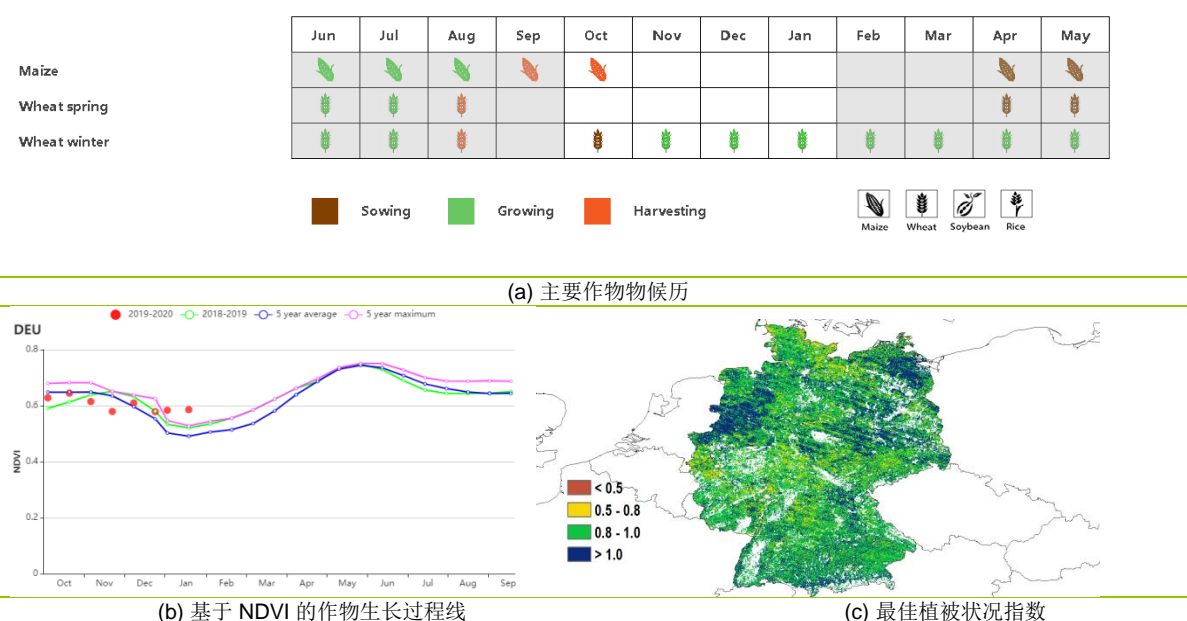 Jun Jul Aug Sep Oct Nov Dec Jan Feb Mar Apr May
Maize
Wheat spring
Wheat winter
Sowing Growing Harvesting
Maize Wheat Soybean Rice
(a) 主要作物物候历
2019-2020 2018-2019 5 year average 5 year maximum
DEU
0.8
0.6
0.4
0.2
0
NDVI
Oct Nov Dec Jan Feb Mar Apr May Jun Jul Aug Sep
< 0.5
0.5 - 0.8
0.8 - 1.0
> 1.0
(b) 基于 NDVI 的作物生长过程线
(c) 最佳植被状况指数